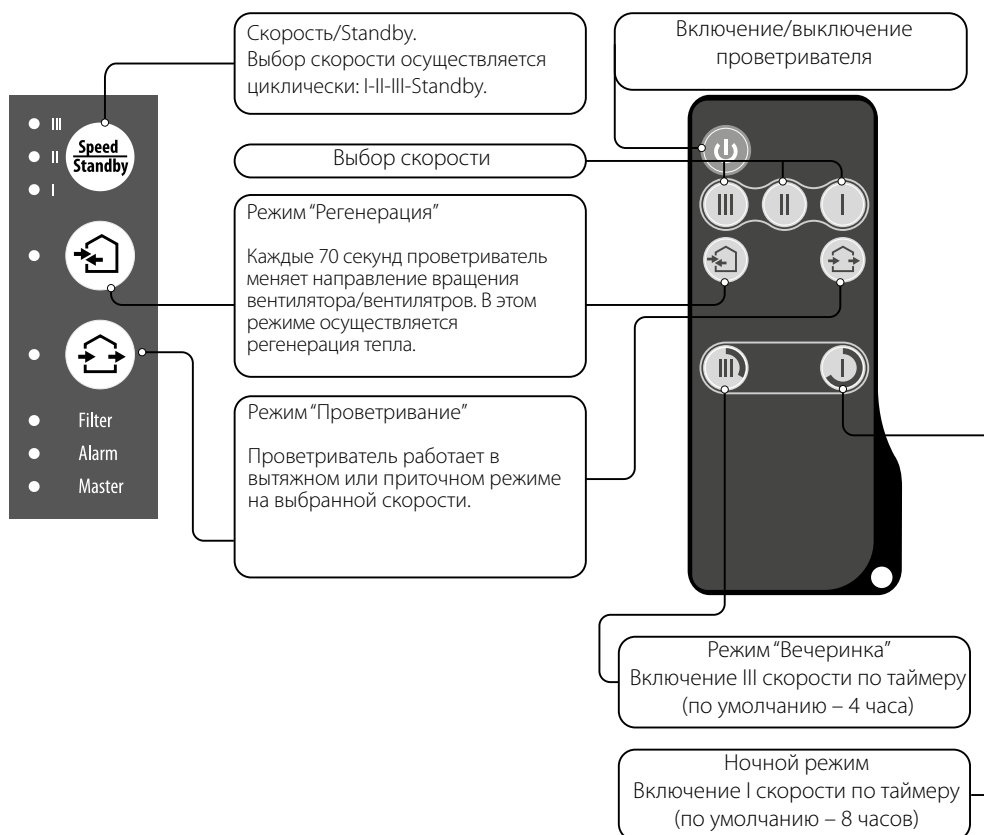 Скорость/Standby.
Выбор скорости осуществляется
циклически: I-II-III-Standby.
Включение/выключение
проветривателя
III
II
I
Speed
Standby
Выбор скорости
III
II
I
Режим “Регенерация”
Каждые 70 секунд проветриватель
меняет направление вращения
вентилятора/вентилятров. В этом
режиме осуществляется
регенерация тепла.
Режим “Проветривание”
Проветриватель работает в
вытяжном или приточном режиме
на выбранной скорости.
Filter
Alarm
Master
III
I
Режим “Вечеринка”
Включение III скорости по таймеру
(по умолчанию – 4 часа)
Ночной режим
Включение I скорости по таймеру
(по умолчанию – 8 часов)